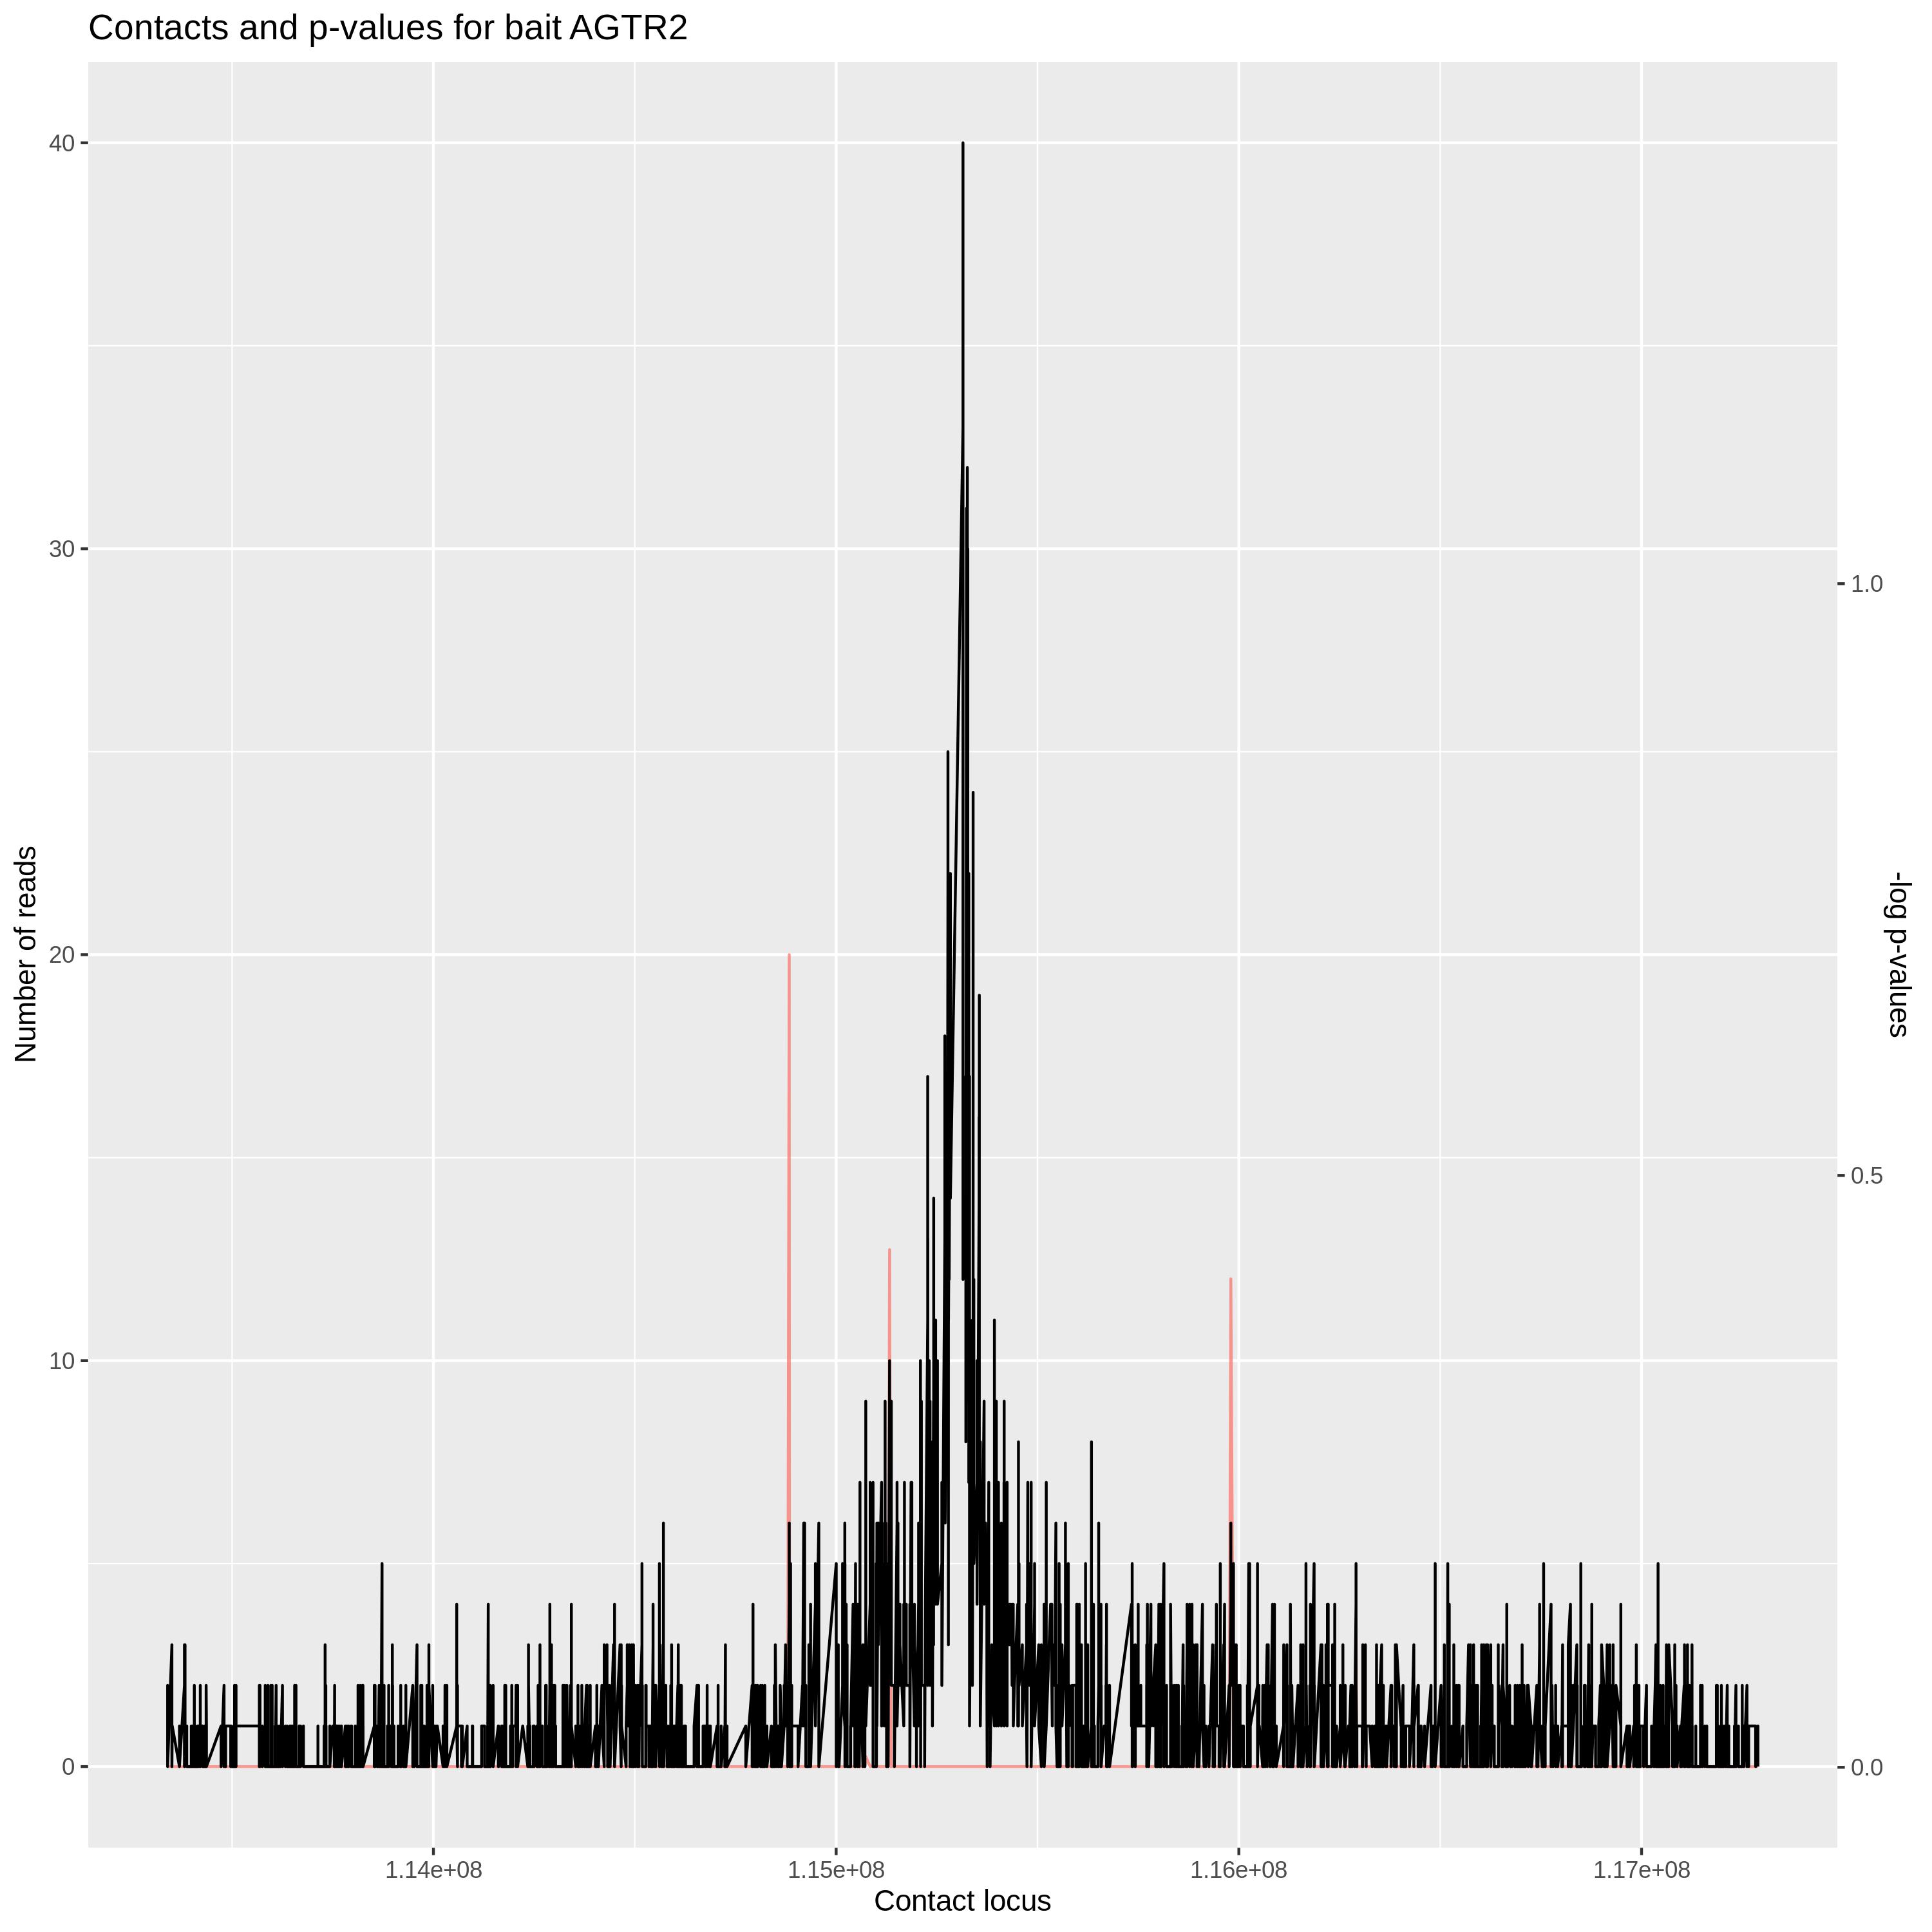 Contacts and p-values for bait AGTR2
40
30
20
10
0
1.0
0.5
0.0
Number of reads
-log p-values
1.14e+08
1.15e+08
1.16e+08
1.17e+08
Contact locus